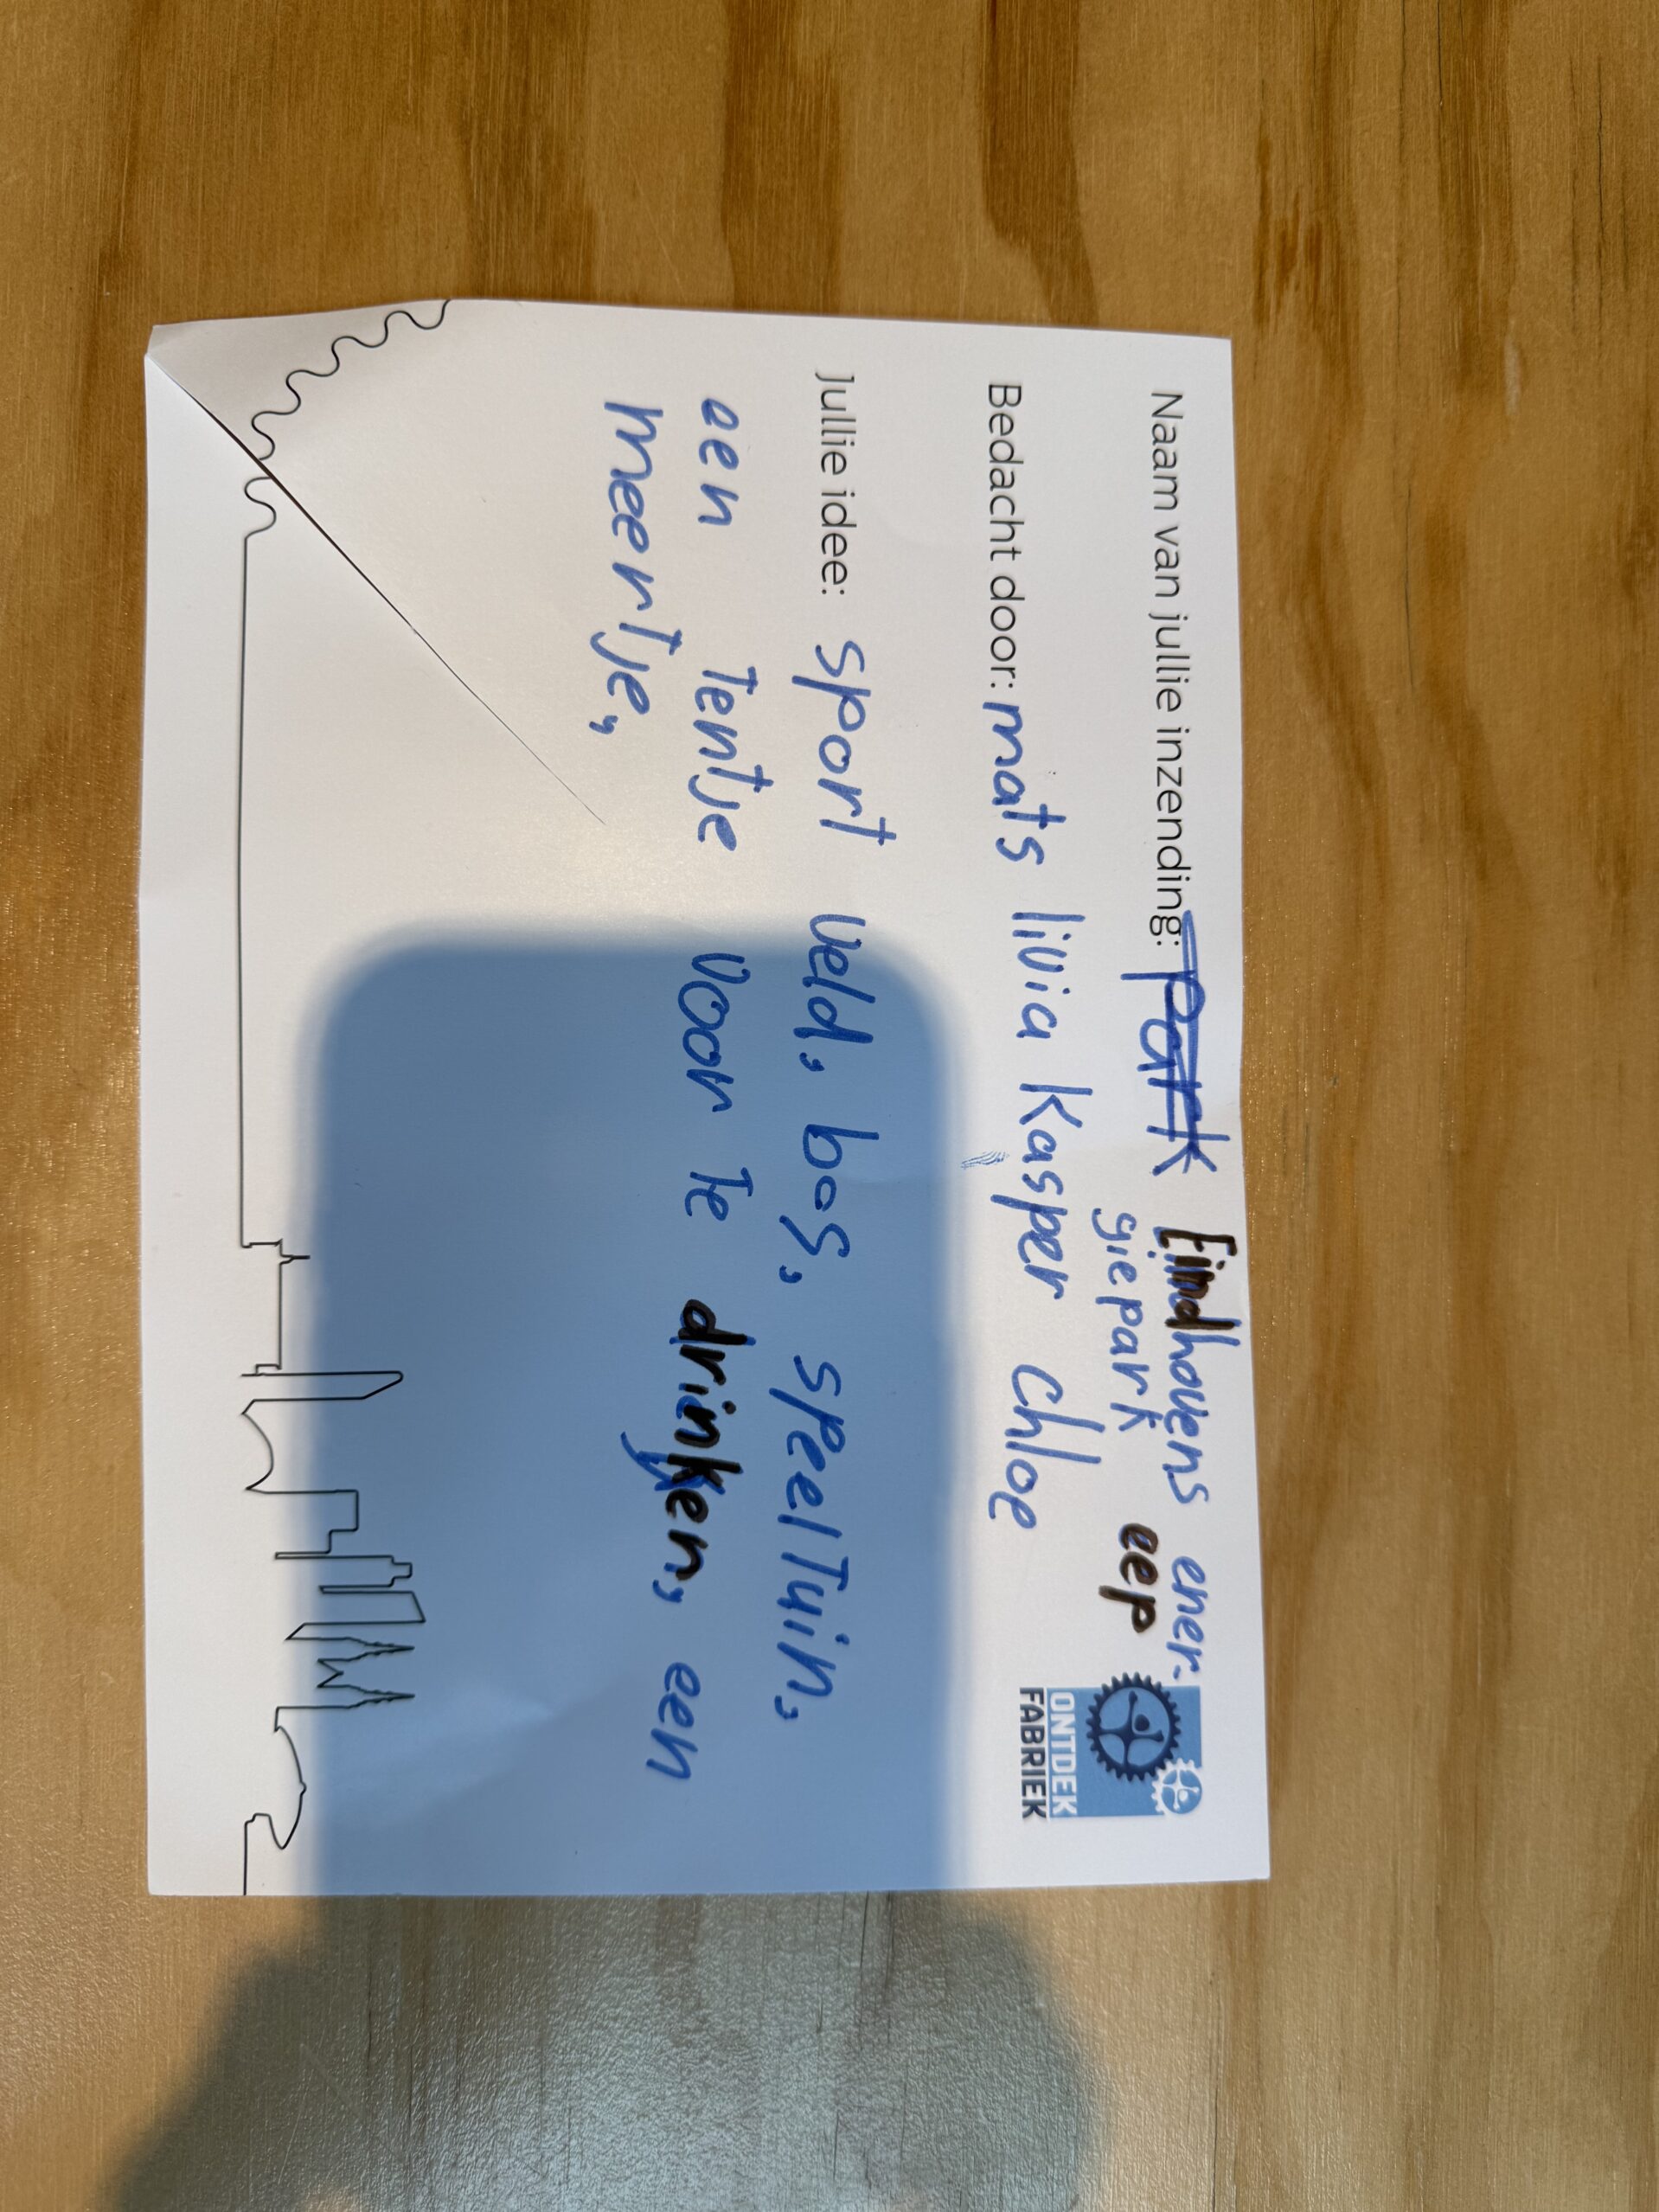 Naam van jullie inzending: park Eindhovens ener-
giepark eep
Bedacht door: mats livia Kasper Chloe
Jullie idee: sport veld, bos, speelTuin,
een Tentje voor te drinken, een
meertje,
ONTDEK
FABRIEK